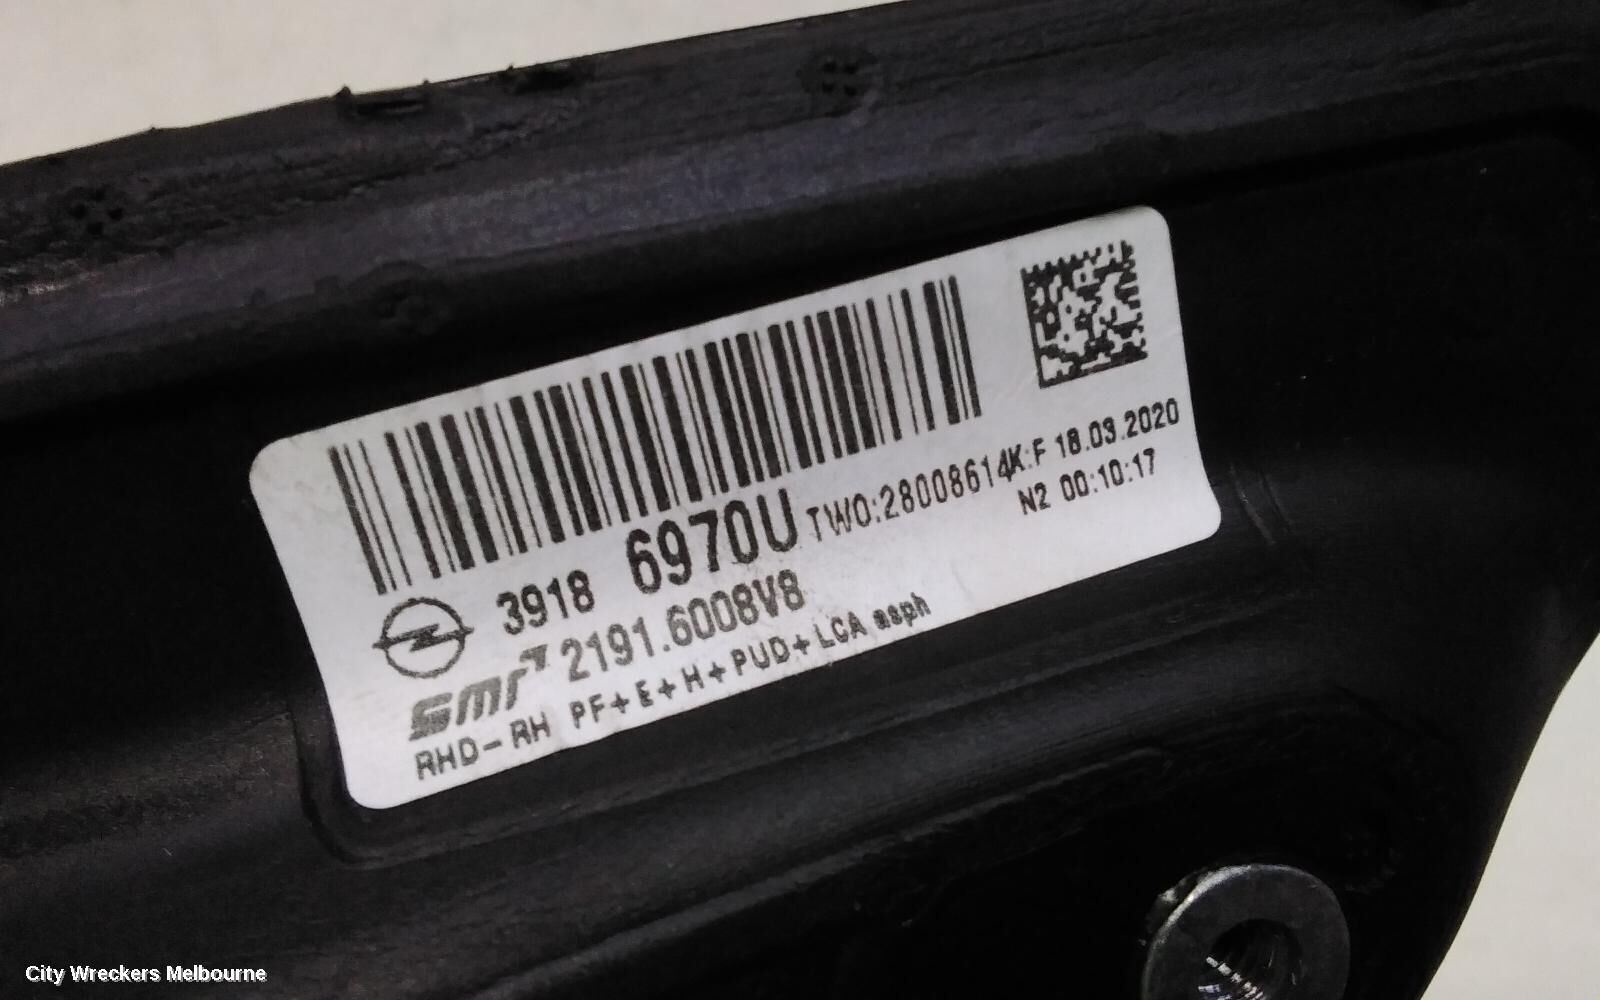 3918 6970U TWO:28008614K:F 18.03.2020
N2 00:10:17
smr 2191.6008V8
RHD-RH PF+E+H+PUD+LCA asph
City Wreckers Melbourne